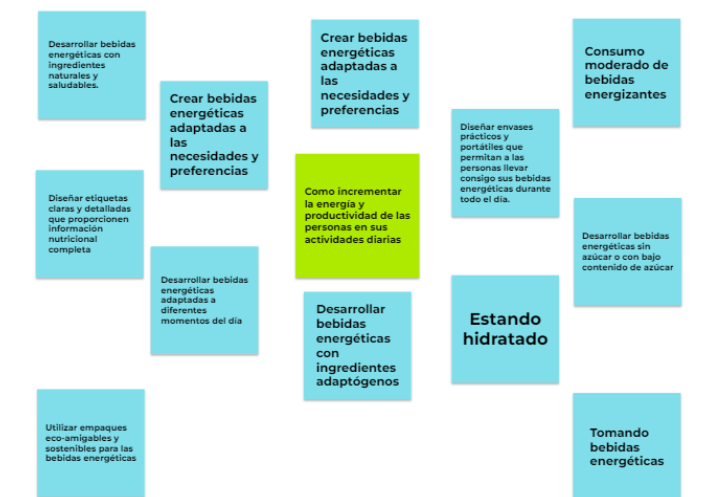 Desarrollar bebidas
energéticas con
ingredientes
naturales y
saludables.
Crear bebidas
energéticas
adaptadas a
las
necesidades y
preferencias
Crear bebidas
energéticas
adaptadas a
las
necesidades y
preferencias
Consumo
moderado de
bebidas
energizantes
Diseñar envases
prácticos y
portátiles que
permitan a las
personas llevar
consigo sus bebidas
energéticas durante
todo el día.
Diseñar etiquetas
claras y detalladas
que proporcionen
información
nutricional
completa
Como incrementar
la energía y
productividad de las
personas en sus
actividades diarias
Desarrollar bebidas
energéticas sin
azúcar o con bajo
contenido de azúcar
Desarrollar bebidas
energéticas
adaptadas a
diferentes
momentos del día
Desarrollar
bebidas
energéticas
con
ingredientes
adaptógenos
Estando
hidratado
Utilizar empaques
eco-amigables y
sostenibles para las
bebidas energéticas
Tomando
bebidas
energéticas